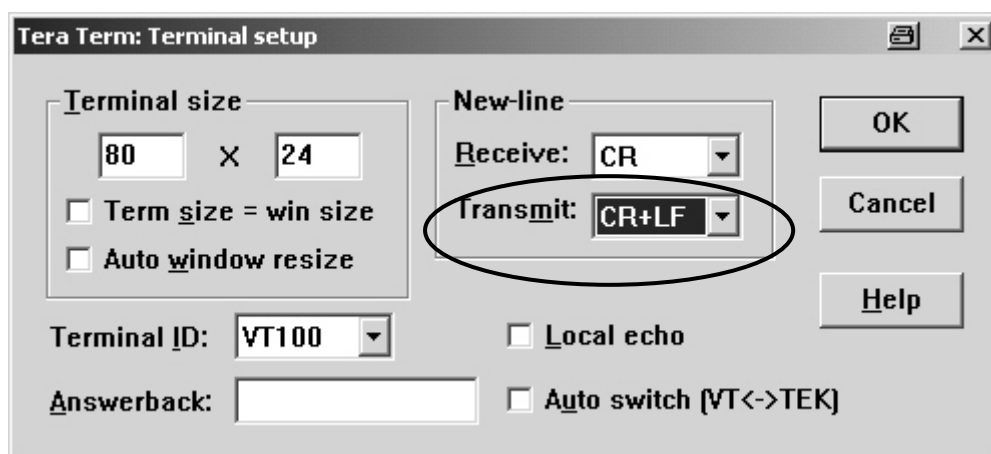 Tera Term: Terminal setup
Terminal size
80 X 24
Term size = win size
Auto window resize
New-line
Receive: CR
Transmit: CR+LF
OK
Cancel
Help
Terminal ID: VT100
Local echo
Answerback:
Auto switch (VT<->TEK)